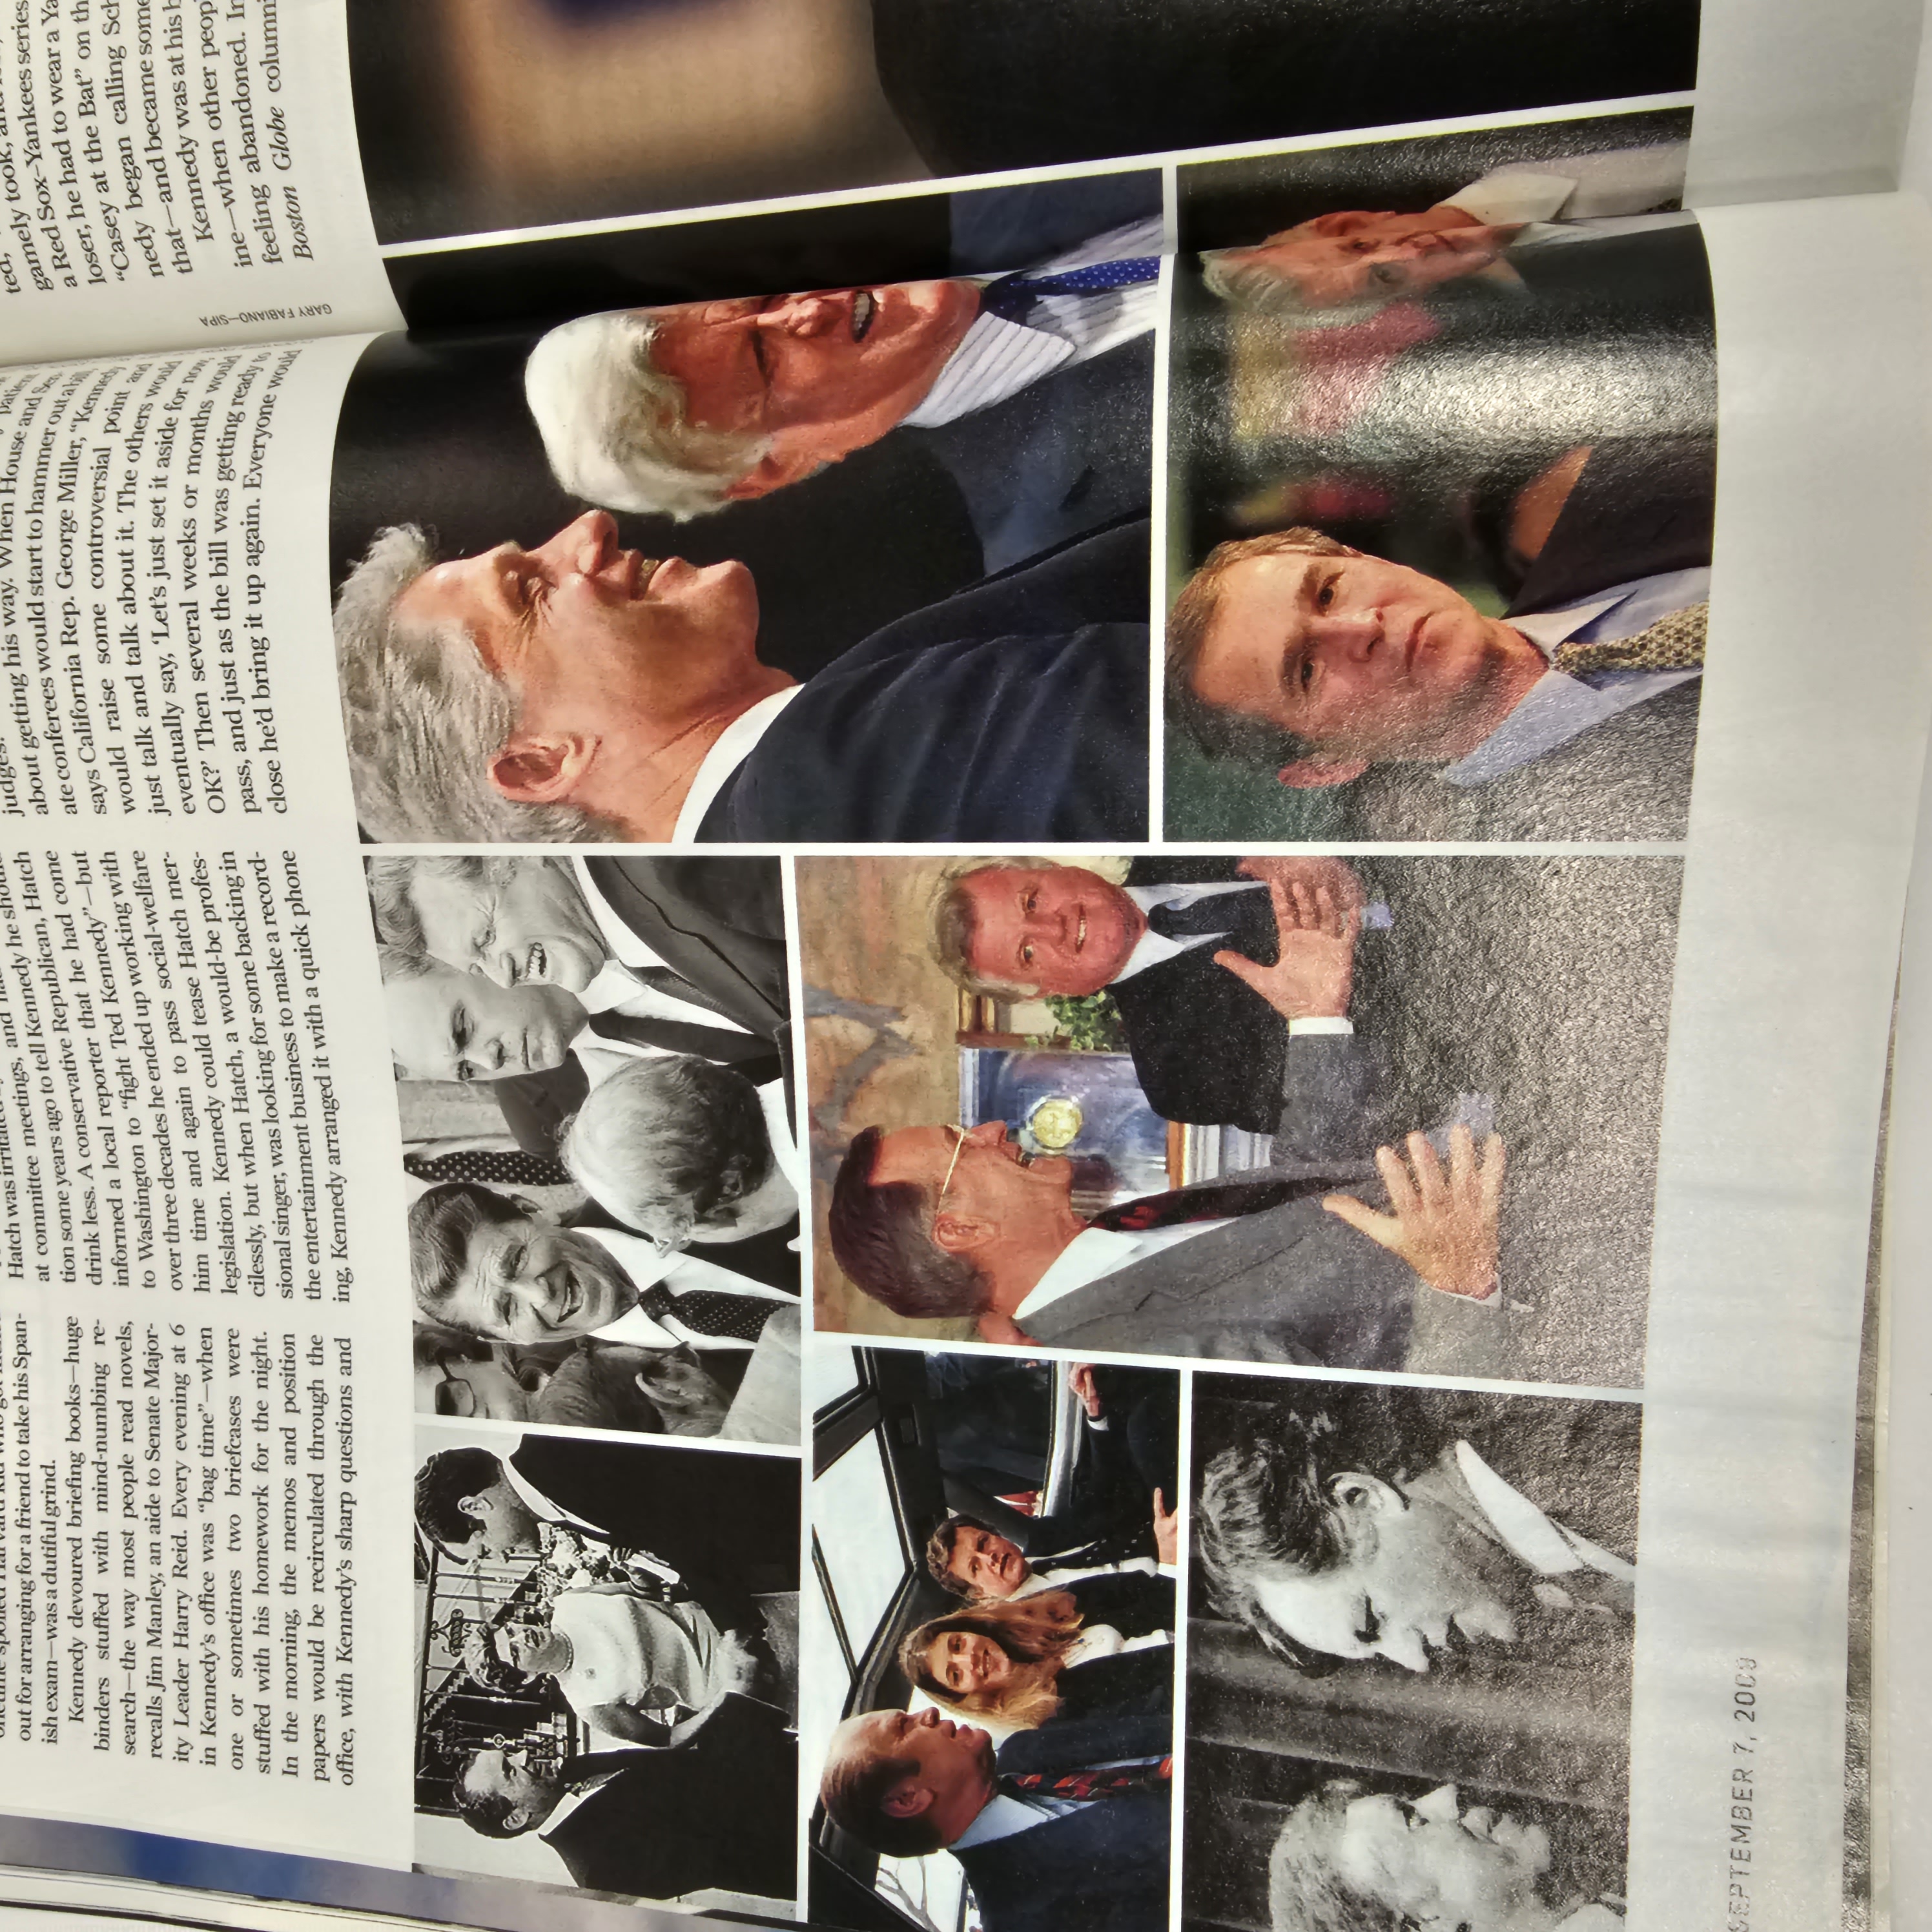 out for arranging for a friend to take his Span-
ish exam—was a dutiful grind.
Kennedy devoured briefing books—huge
binders stuffed with mind-numbing re-
search—the way most people read novels,
recalls Jim Manley, an aide to Senate Major-
ity Leader Harry Reid. Every evening at 6
in Kennedy's office was “bag time”—when
one or sometimes two briefcases were
stuffed with his homework for the night.
In the morning, the memos and position
papers would be recirculated through the
office, with Kennedy's sharp questions and
Hatch was irritated
at committee meetings, and
tion some years ago to tell Kennedy he should
drink less. A conservative Republican, Hatch
informed a local reporter that he had come
to Washington to “fight Ted Kennedy”—but
over three decades he ended up working with
him time and again to pass social-welfare
legislation. Kennedy could tease Hatch mer-
cilessly, but when Hatch, a would-be profes-
sional singer, was looking for some backing in
the entertainment business to make a record-
ing, Kennedy arranged it with a quick phone
judges. patient
about getting his way. When House and Sen-
ate conferees would start to hammer out a bill,
says California Rep. George Miller, “Kennedy
would raise some controversial point and
just talk and talk about it. The others would
eventually say, ‘Let's just set it aside for now,
OK?’ Then several weeks or months would
pass, and just as the bill was getting ready to
close he'd bring it up again. Everyone would
GARY FABIANO—SIPA
ted,
gamely took,
a Red Sox–Yankees series
loser, he had to wear a Ya
“Casey at the Bat” on th
nedy began calling Sch
that—and became some
Kennedy was at his b
ine—when other peop
feeling abandoned. In
Boston Globe columni
SEPTEMBER 7, 2009